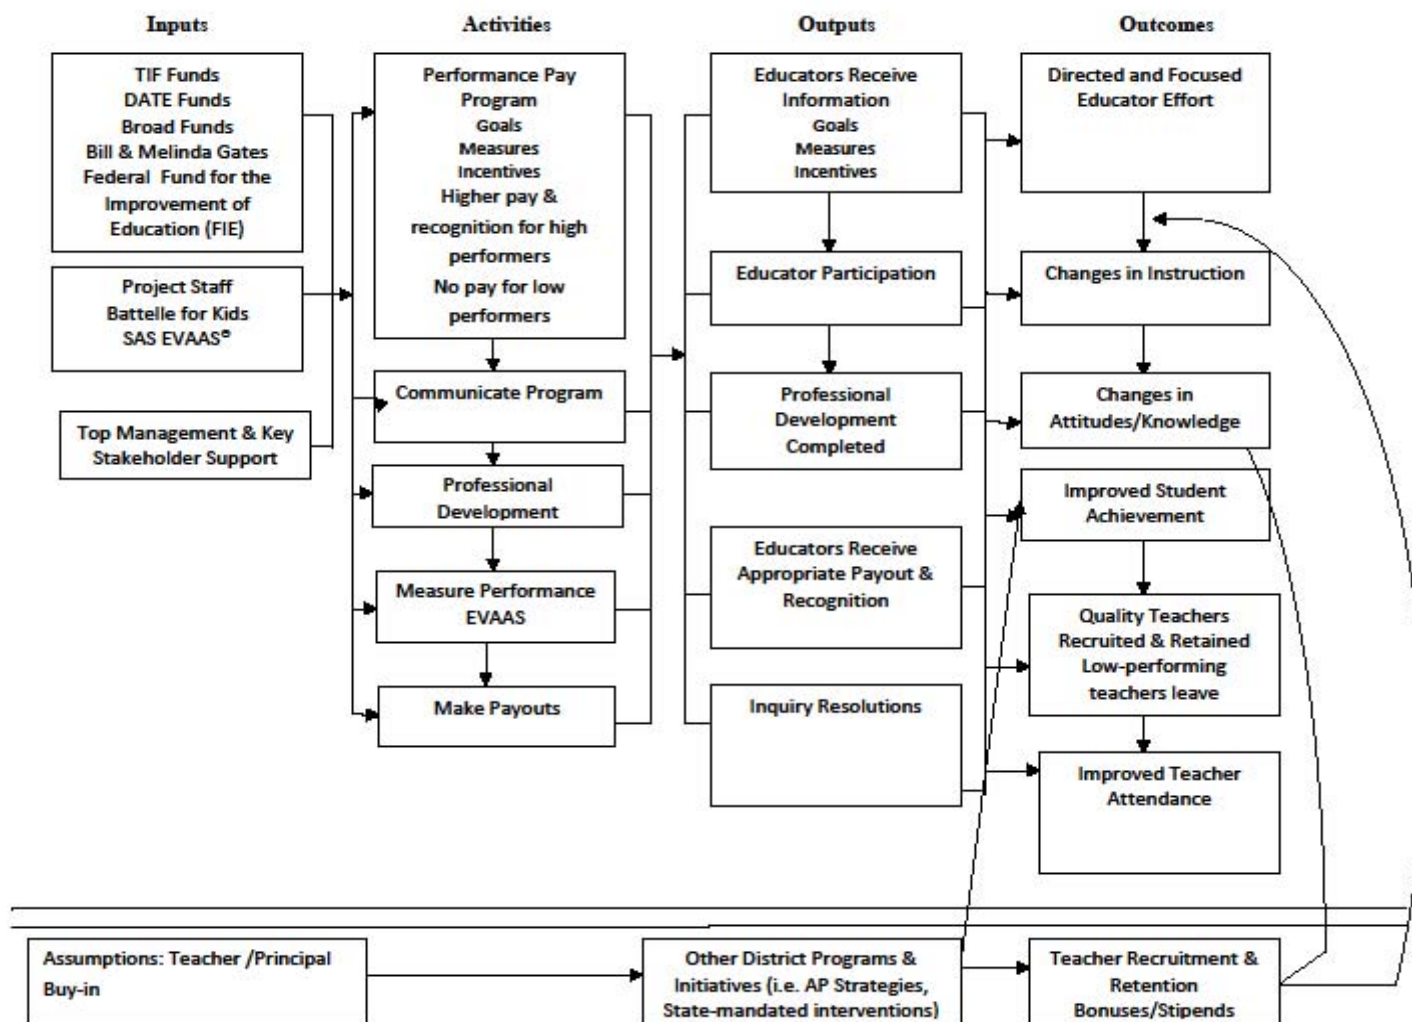 Inputs
Activities
Outputs
Outcomes
TIF Funds
DATE Funds
Broad Funds
Bill & Melinda Gates
Federal Fund for the
Improvement of
Education (FIE)
Project Staff
Battelle for Kids
SAS EVAAS®
Top Management & Key
Stakeholder Support
Performance Pay
Program
Goals
Measures
Incentives
Higher pay &
recognition for high
performers
No pay for low
performers
Communicate Program
Professional
Development
Measure Performance
EVAAS
Make Payouts
Educators Receive
Information
Goals
Measures
Incentives
Educator Participation
Professional
Development
Completed
Educators Receive
Appropriate Payout &
Recognition
Inquiry Resolutions
Directed and Focused
Educator Effort
Changes in Instruction
Changes in
Attitudes/Knowledge
Improved Student
Achievement
Quality Teachers
Recruited & Retained
Low-performing
teachers leave
Improved Teacher
Attendance
Assumptions: Teacher /Principal
Buy-in
Other District Programs &
Initiatives (i.e. AP Strategies,
State-mandated interventions)
Teacher Recruitment &
Retention
Bonuses/Stipends